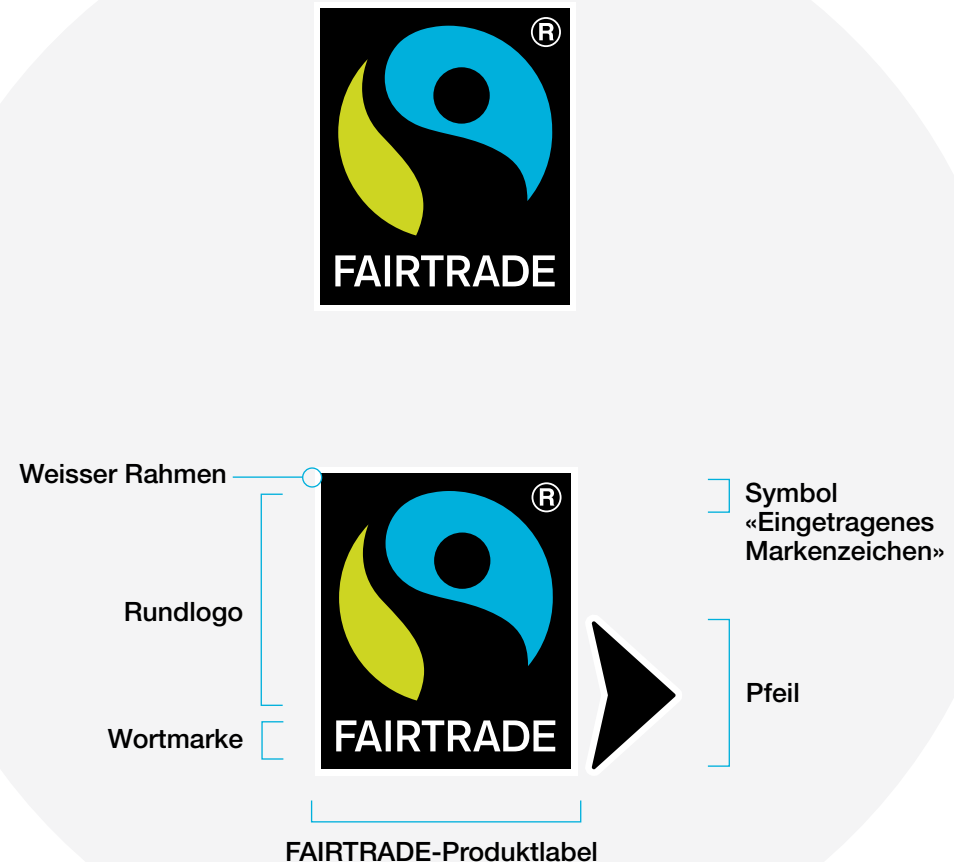 ®
FAIRTRADE
Weisser Rahmen
®
Symbol
«Eingetragenes
Markenzeichen»
Rundlogo
Pfeil
Wortmarke
FAIRTRADE
FAIRTRADE-Produktlabel